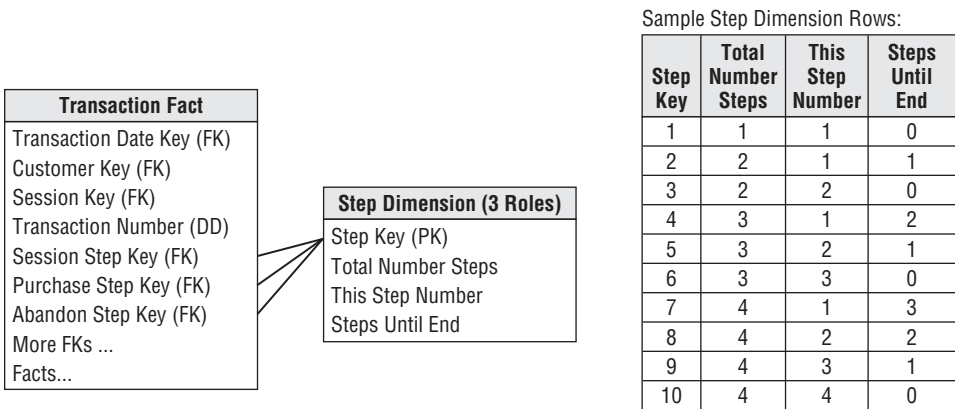 Transaction Fact
Transaction Date Key (FK)
Customer Key (FK)
Session Key (FK)
Transaction Number (DD)
Session Step Key (FK)
Purchase Step Key (FK)
Abandon Step Key (FK)
More FKs ...
Facts...
Step Dimension (3 Roles)
Step Key (PK)
Total Number Steps
This Step Number
Steps Until End
Sample Step Dimension Rows:
Step Key Total Number Steps This Step Number Steps Until End
1 1 1 0
2 2 1 1
3 2 2 0
4 3 1 2
5 3 2 1
6 3 3 0
7 4 1 3
8 4 2 2
9 4 3 1
10 4 4 0